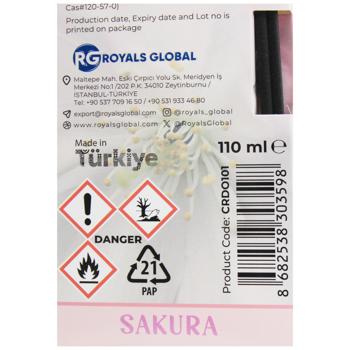 Cas#120-57-0)
Production date, Expiry date and Lot no is
printed on package
RG ROYALS GLOBAL
Maltepe Mah. Eski Çırpıcı Yolu Sk. Meridyen İş
Merkezi No:1 /202 P.K. 34010 Zeytinburnu /
İSTANBUL-TÜRKİYE
Tel: +90 537 709 16 50 / +90 531 933 46 80
export@royalsglobal.com royals_global
www.royalsglobal.com royals_global
Made in
Türkiye
110 ml e
DANGER
21
PAP
Product Code: CRDO101
8 682538 303598
SAKURA